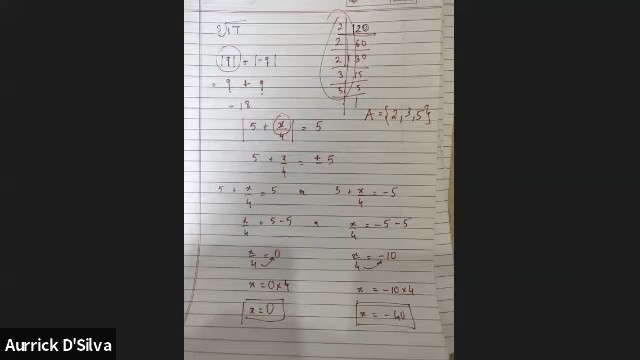 |9| + |-9|
= 9 + 9
= 18
2 | 120
2 | 60
2 | 30
3 | 15
5 | 5
1
A = {2, 3, 5}
|5 + x/4| = 5
5 + x/4 = ± 5
5 + x/4 = 5 or 5 + x/4 = -5
x/4 = 5 - 5 or x/4 = -5 - 5
x/4 = 0 x/4 = -10
x = 0 x 4 x = -10 x 4
x = 0 x = -40
Aurrick D'Silva